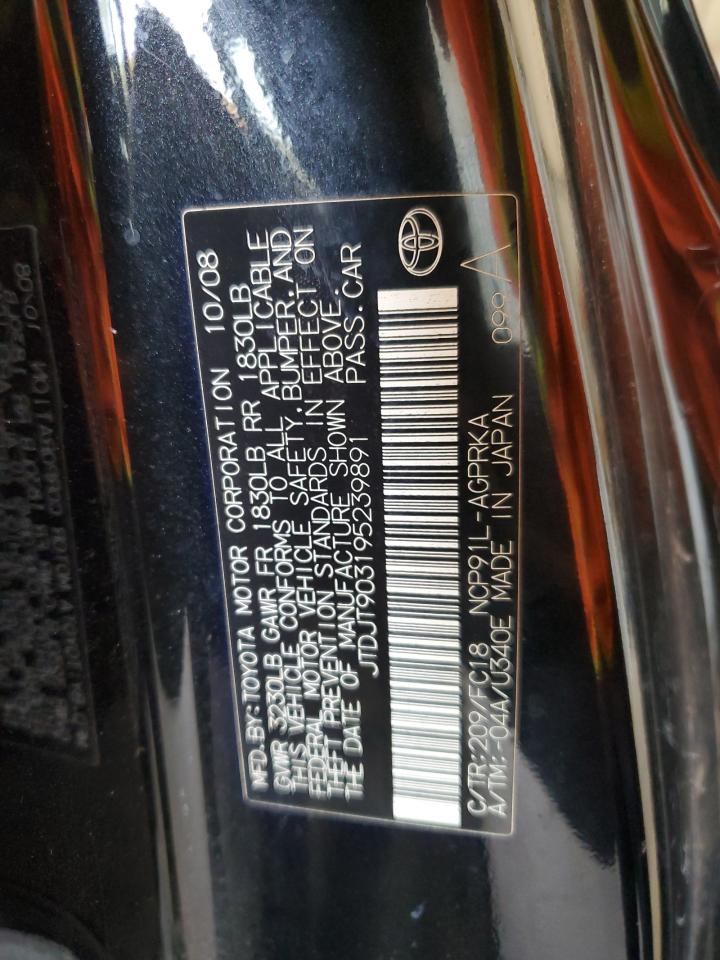 MFD. BY: TOYOTA MOTOR CORPORATION 10/08
GVWR 3230LB GAWR FR 1830LB RR 1830LB
THIS VEHICLE CONFORMS TO ALL APPLICABLE
FEDERAL MOTOR VEHICLE SAFETY, BUMPER, AND
THEFT PREVENTION STANDARDS IN EFFECT ON
THE DATE OF MANUFACTURE SHOWN ABOVE.
JTDJT903195239891 PASS. CAR
C/TR:209/FC18 NCP91L-AGPRKA 099A
A/TM:-04A/U340E MADE IN JAPAN